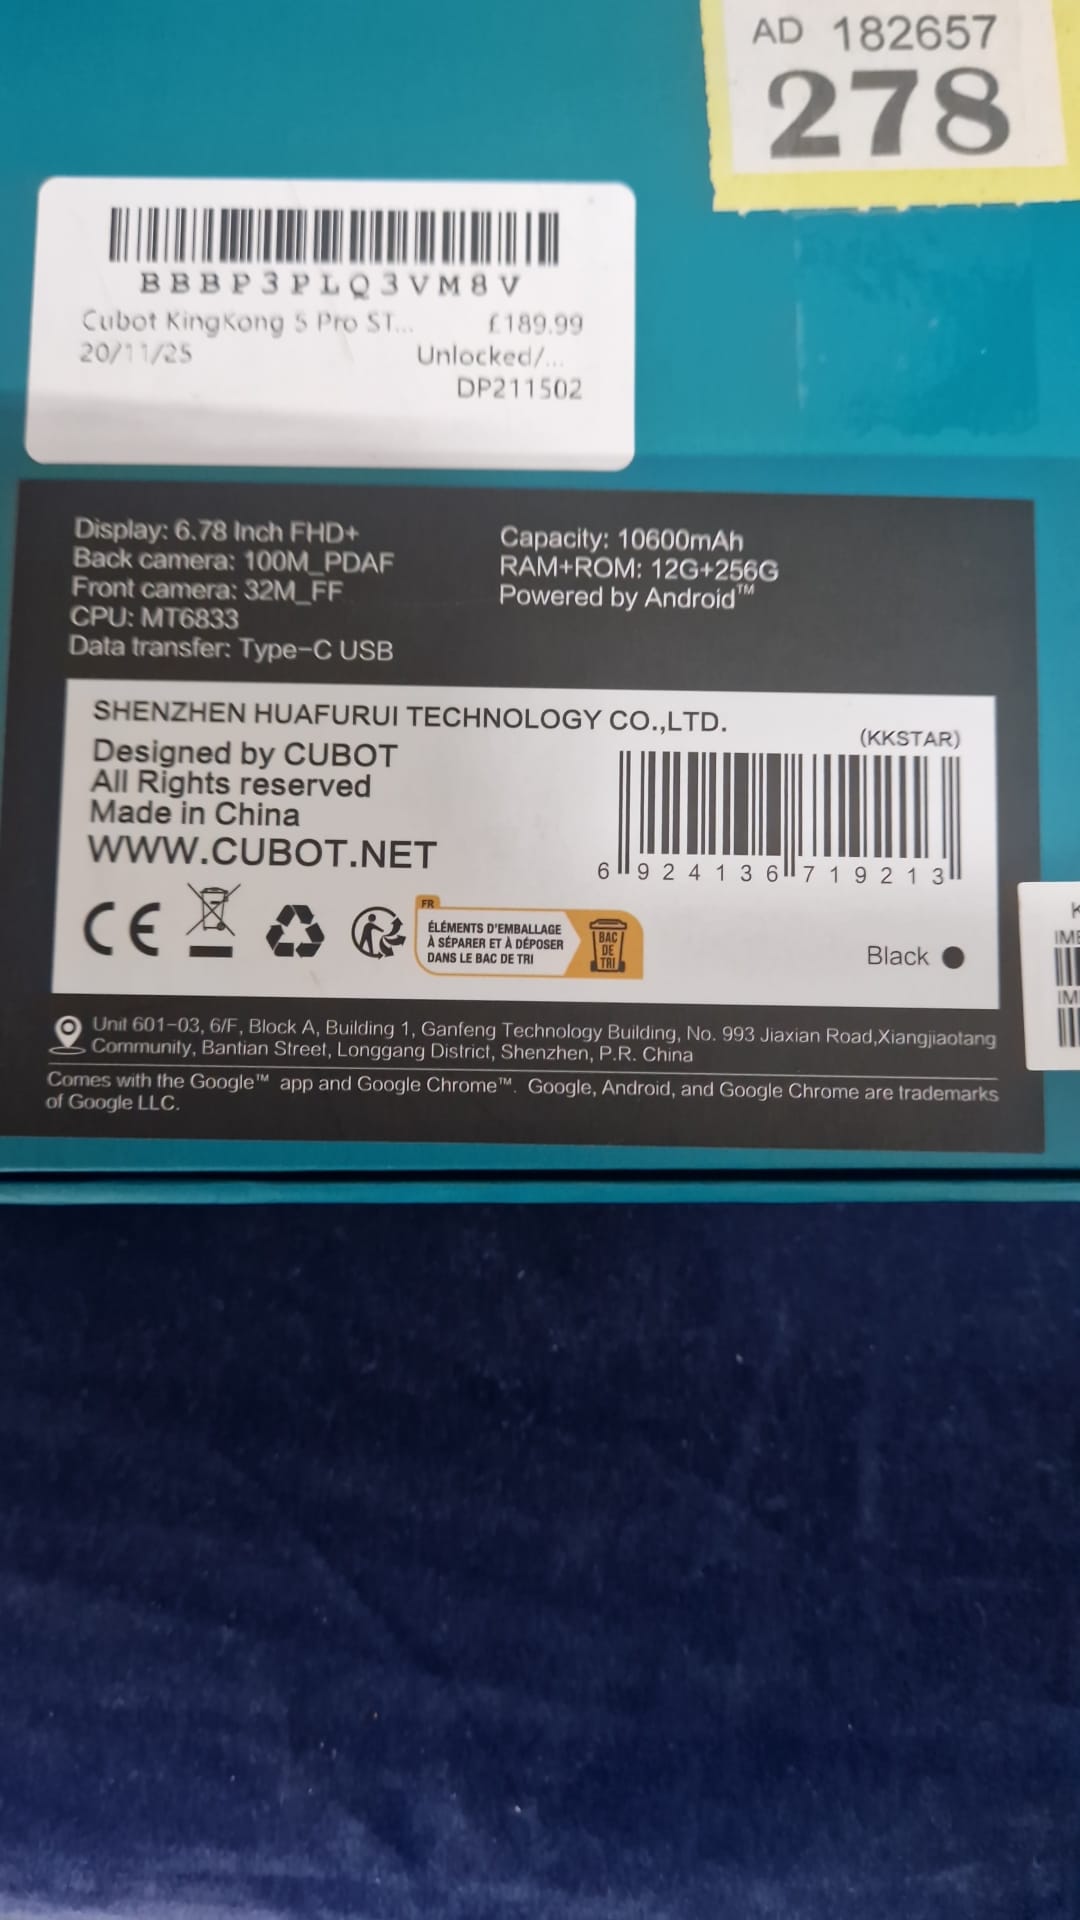 AD 182657
278
BBBP3PLQ3VM8V
Cubot KingKong 5 Pro ST... £189.99
20/11/25 Unlocked/...
DP211502
Display: 6.78 Inch FHD+
Back camera: 100M_PDAF
Front camera: 32M_FF
CPU: MT6833
Data transfer: Type-C USB
Capacity: 10600mAh
RAM+ROM: 12G+256G
Powered by Android™
SHENZHEN HUAFURUI TECHNOLOGY CO.,LTD.
Designed by CUBOT
All Rights reserved
Made in China
WWW.CUBOT.NET
(KKSTAR)
6 924136 719213
CE
FR
ÉLÉMENTS D'EMBALLAGE
À SÉPARER ET À DÉPOSER
DANS LE BAC DE TRI
BAC
DE
TRI
Black
Unit 601-03, 6/F, Block A, Building 1, Ganfeng Technology Building, No. 993 Jiaxian Road,Xiangjiaotang
Community, Bantian Street, Longgang District, Shenzhen, P.R. China
Comes with the Google™ app and Google Chrome™. Google, Android, and Google Chrome are trademarks
of Google LLC.